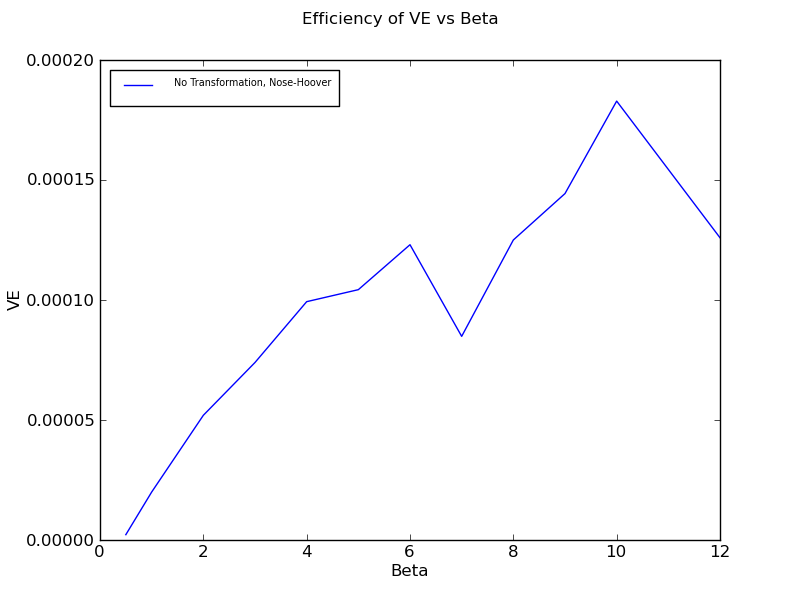 Efficiency of VE vs Beta
No Transformation, Nose-Hoover
0.00020
0.00015
0.00010
0.00005
0.00000
VE
0 2 4 6 8 10 12
Beta